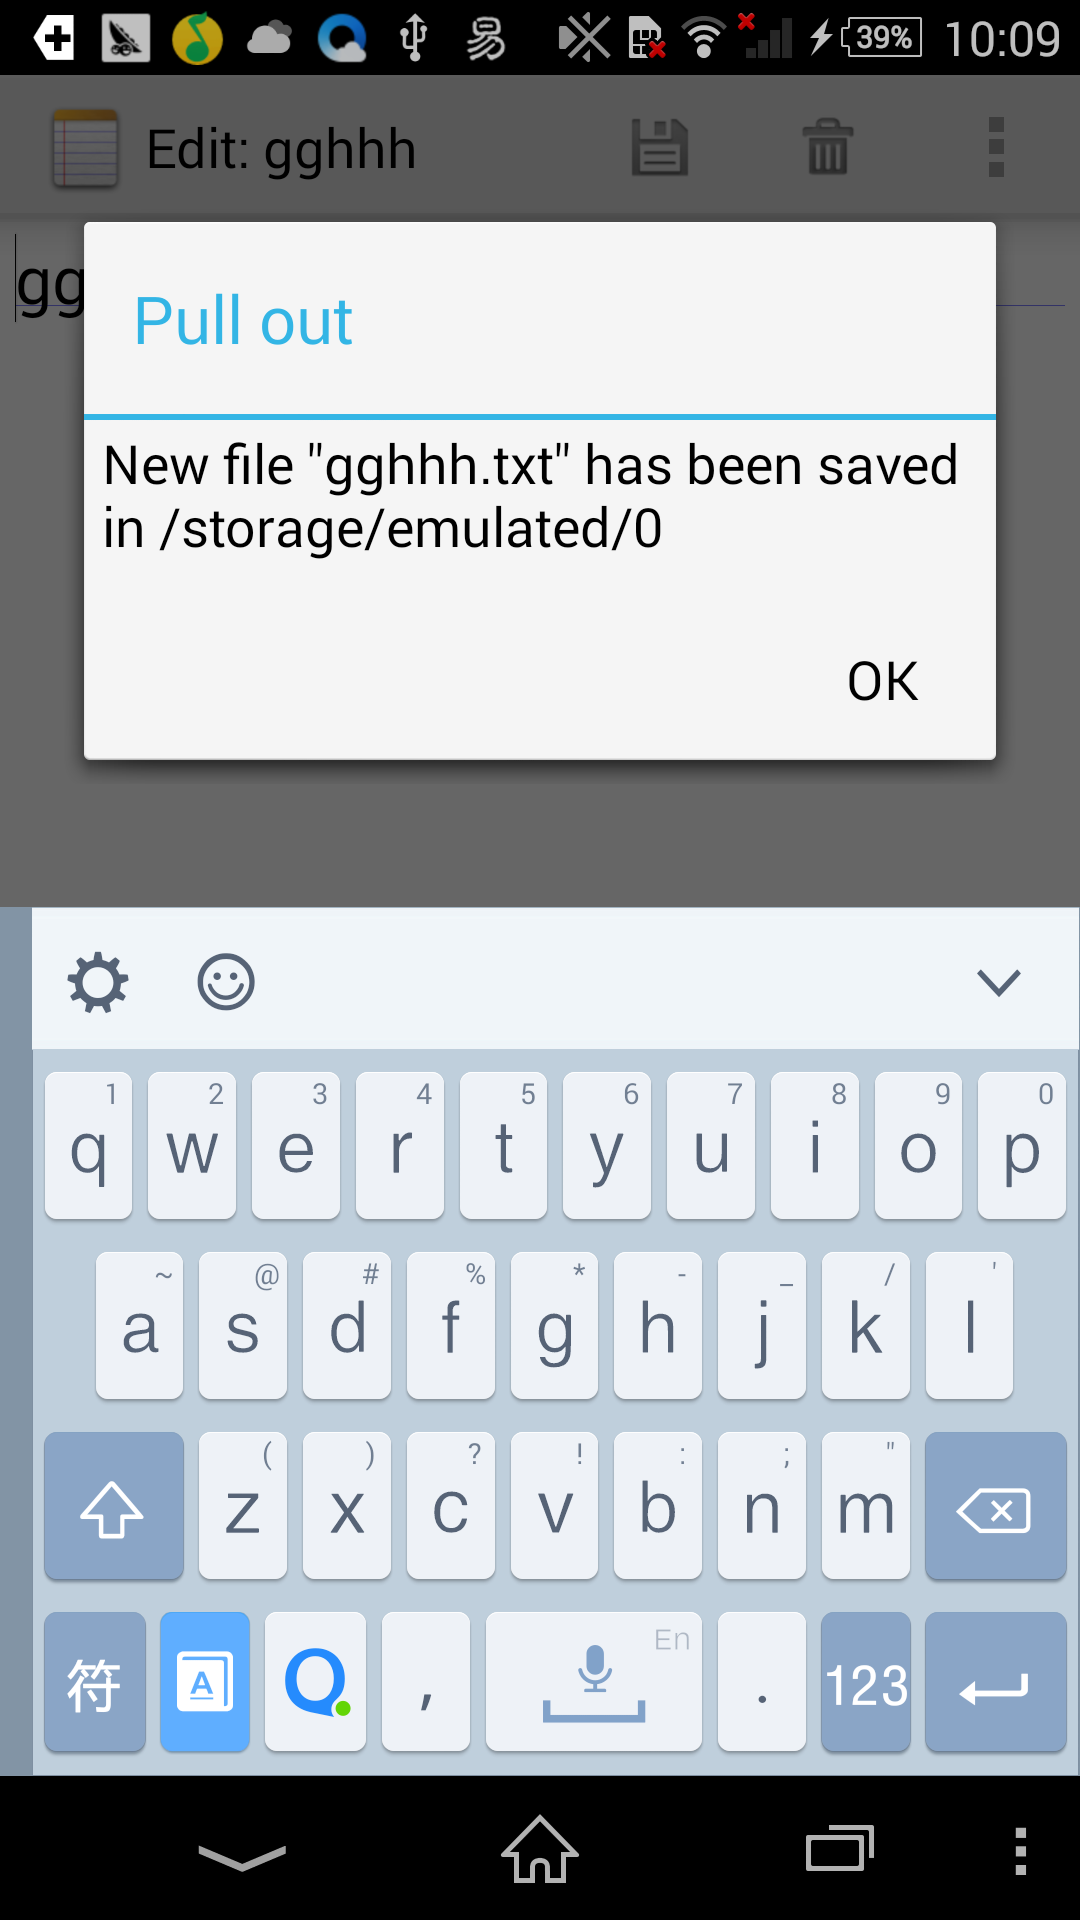 易 39% 10:09
Edit: gghhh
gg
Pull out
New file "gghhh.txt" has been saved
in /storage/emulated/0
OK
1 2 3 4 5 6 7 8 9 0
q w e r t y u i o p
~ @ # % * - _ / '
a s d f g h j k l
( ) ? ! : ; "
z x c v b n m
En
符 A Q , . 123